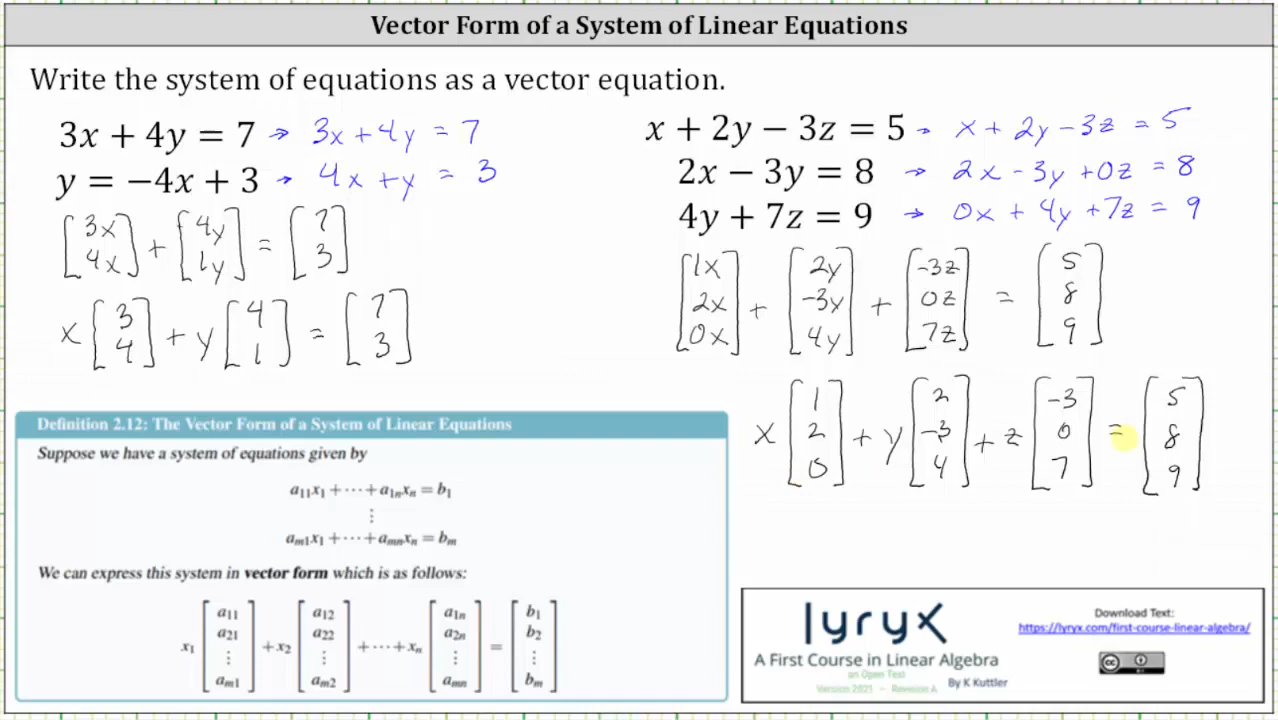 Vector Form of a System of Linear Equations
Write the system of equations as a vector equation.
3x + 4y = 7 → 3x + 4y = 7
y = −4x + 3 → 4x + y = 3
[3x 4x] + [4y 1y] = [7 3]
x [3 4] + y [4 1] = [7 3]
x + 2y − 3z = 5 → x + 2y − 3z = 5
2x − 3y = 8 → 2x − 3y + 0z = 8
4y + 7z = 9 → 0x + 4y + 7z = 9
[1x 2x 0x] + [2y −3y 4y] + [−3z 0z 7z] = [5 8 9]
x [1 2 0] + y [2 −3 4] + z [−3 0 7] = [5 8 9]
Definition 2.12: The Vector Form of a System of Linear Equations
Suppose we have a system of equations given by
a11x1 + ⋯ + a1nxn = b1
⋮
am1x1 + ⋯ + amnxn = bm
We can express this system in vector form which is as follows:
x1 [a11 a21 ⋮ am1] + x2 [a12 a22 ⋮ am2] + ⋯ + xn [a1n a2n ⋮ amn] = [b1 b2 ⋮ bm]
lyryx
A First Course in Linear Algebra
an Open Text
Version 2021 − Revision A
By K Kuttler
Download Text:
https://lyryx.com/first-course-linear-algebra/
cc
BY